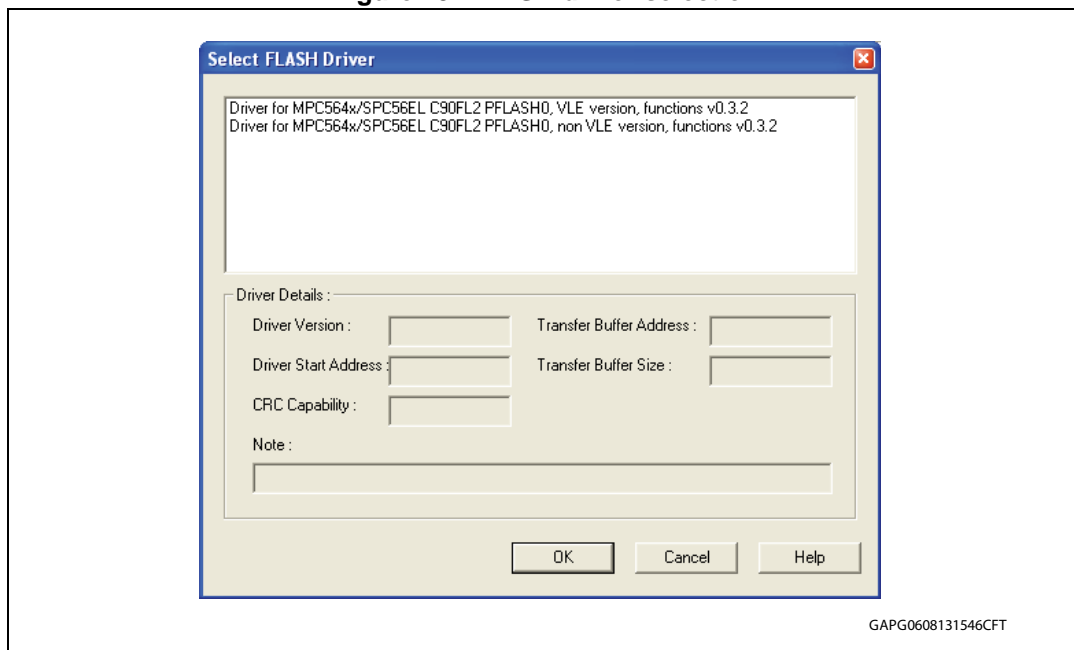 Select FLASH Driver
Driver for MPC564x/SPC56EL C90FL2 PFLASH0, VLE version, functions v0.3.2
Driver for MPC564x/SPC56EL C90FL2 PFLASH0, non VLE version, functions v0.3.2
Driver Details :
Driver Version :
Transfer Buffer Address :
Driver Start Address :
Transfer Buffer Size :
CRC Capability :
Note :
OK
Cancel
Help
GAPG0608131546CFT